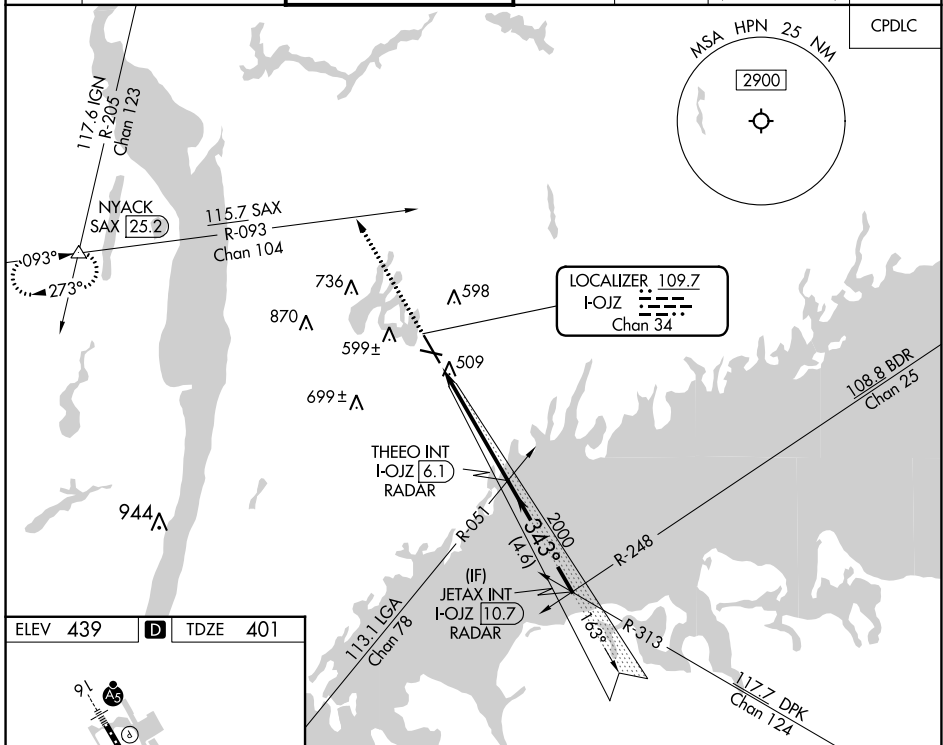 CPDLC
MSA HPN 25 NM
2900
117.6 IGN
R-205
Chan 123
NYACK
SAX 25.2
115.7 SAX
R-093
Chan 104
093°
273°
736
598
870
599±
509
699±
944
LOCALIZER 109.7
I-OJZ
Chan 34
108.8 BDR
Chan 25
R-248
THEEO INT
I-OJZ 6.1
RADAR
R-051
2000
343°
(4.6)
(IF)
JETAX INT
I-OJZ 10.7
RADAR
163°
R-313
113.1 LGA
Chan 78
117.7 DPK
Chan 124
ELEV 439 D TDZE 401
16
A5
P